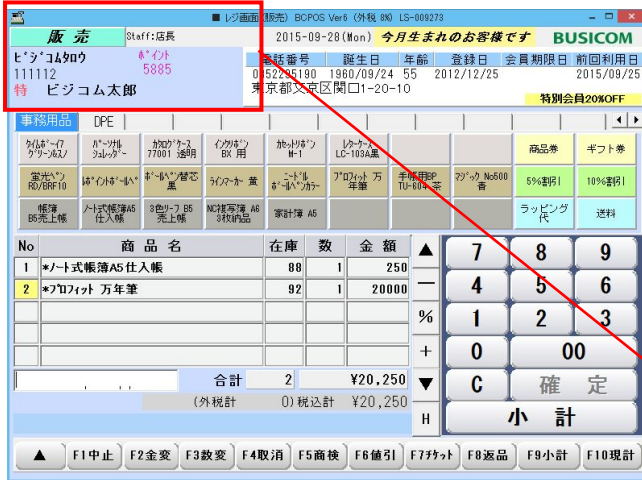 レジ画面(販売) BCPOS Ver6 (外税 8%) LS-009273
販 売 Staff:店長 2015-09-28(Mon) 今月生まれのお客様です BUSICOM
ﾋﾞｼﾞｺﾑﾀﾛｳ ﾎﾟｲﾝﾄ 電話番号 誕生日 年齢 登録日 会員期限日 前回利用日
111112 5885 0352295190 1960/09/24 55 2012/12/25 2015/09/25
特 ビジコム太郎 東京都文京区関口1-20-10
特別会員20%OFF
事務用品 DPE
ﾊﾟｰｿﾅﾙ ｶﾀﾛｸﾞｹｰｽ ｲﾝｸﾘﾎﾞﾝ ｶｾｯﾄﾘﾎﾞﾝ ﾚﾀｰｹｰｽ 商品券 ギフト券
77001 透明 BX 用 M-1 LC-103A黒
蛍光ﾍﾟﾝ ﾎﾞｰﾙﾍﾟﾝ替芯 ﾗｲﾝﾏｰｶｰ 黄 ﾆｰﾄﾞﾙ ﾌﾟﾛﾌｨｯﾄ 万 手帳用BP ﾏｼﾞｯｸ No500 5%割引 10%割引
RD/BRF10 黒 ﾎﾞｰﾙﾍﾟﾝｶﾗｰ 年筆 TU-604 茶
帳簿 ﾉｰﾄ式帳簿A5 3色ﾘｰﾌ B5 NC複写簿 A6 家計簿 A5 ラッピング 送料
B5売上帳 仕入帳 売上帳 3枚納品 代
No 商 品 名 在庫 数 金 額 ▲ 7 8 9
1 *ﾉｰﾄ式帳簿A5仕入帳 88 1 250
2 *ﾌﾟﾛﾌｨｯﾄ 万年筆 92 1 20000 － 4 5 6
% 1 2 3
+ 0 00
合計 2 ¥20,250 ▼ C 確 定
(外税計 0)税込計 ¥20,250
H 小 計
▲ F1中止 F2金変 F3数変 F4取消 F5商検 F6値引 F7ﾁｹｯﾄ F8返品 F9小計 F10現計